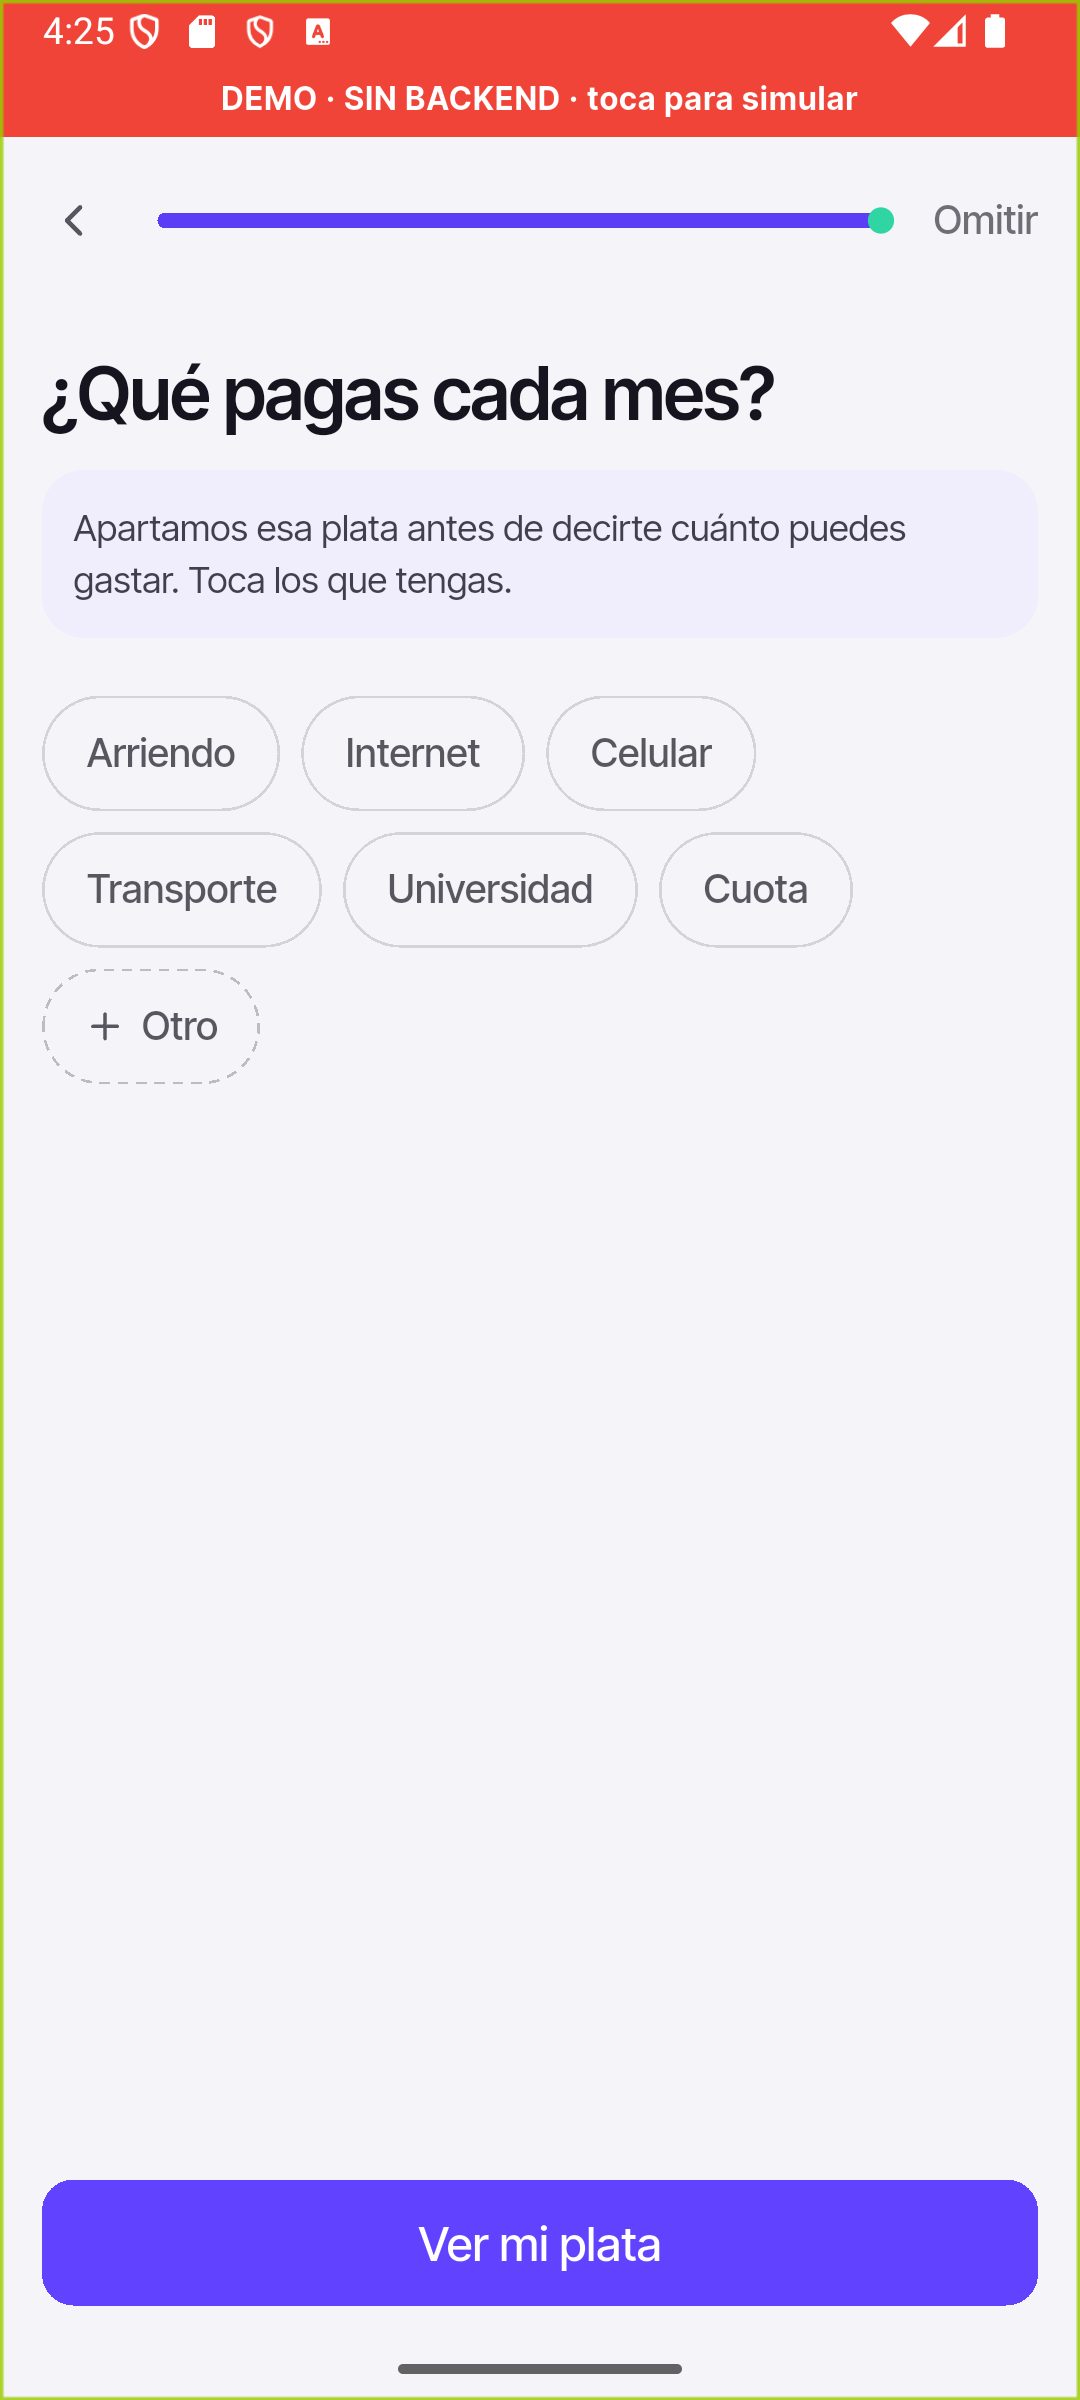 4:25
DEMO · SIN BACKEND · toca para simular
Omitir
¿Qué pagas cada mes?
Apartamos esa plata antes de decirte cuánto puedes
gastar. Toca los que tengas.
Arriendo Internet Celular
Transporte Universidad Cuota
+ Otro
Ver mi plata